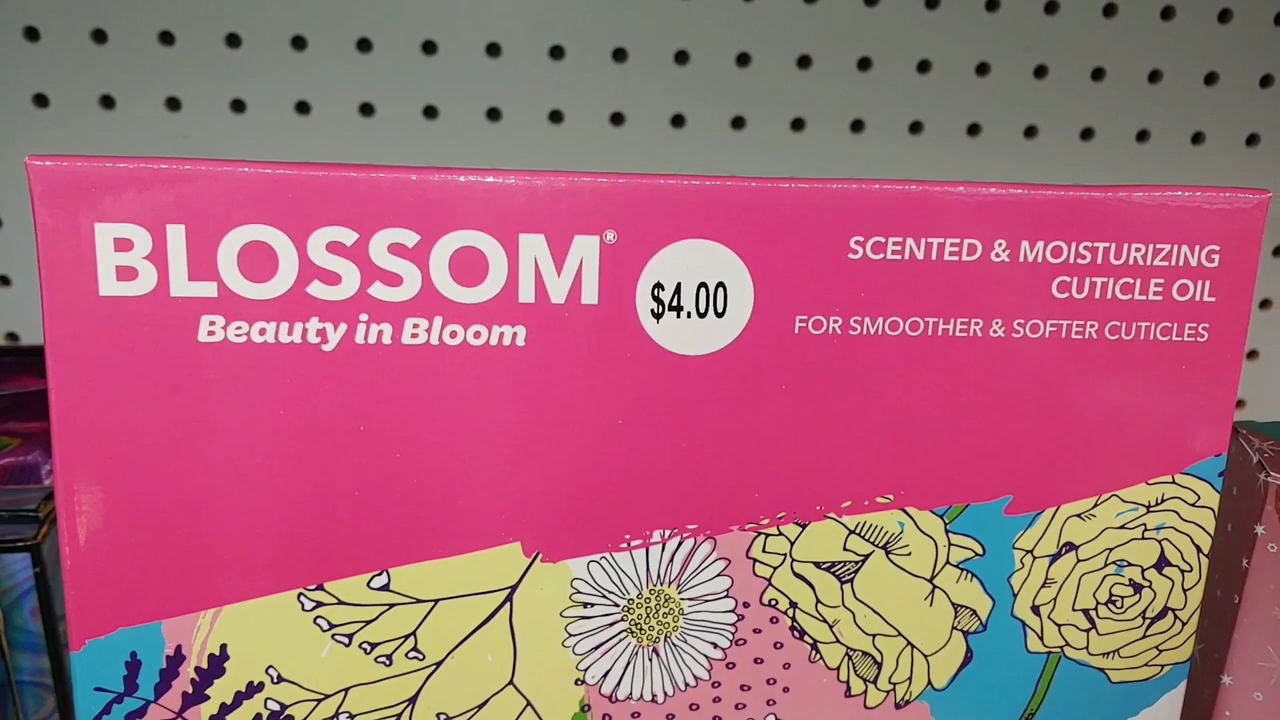 BLOSSOM®
Beauty in Bloom
$4.00
SCENTED & MOISTURIZING
CUTICLE OIL
FOR SMOOTHER & SOFTER CUTICLES